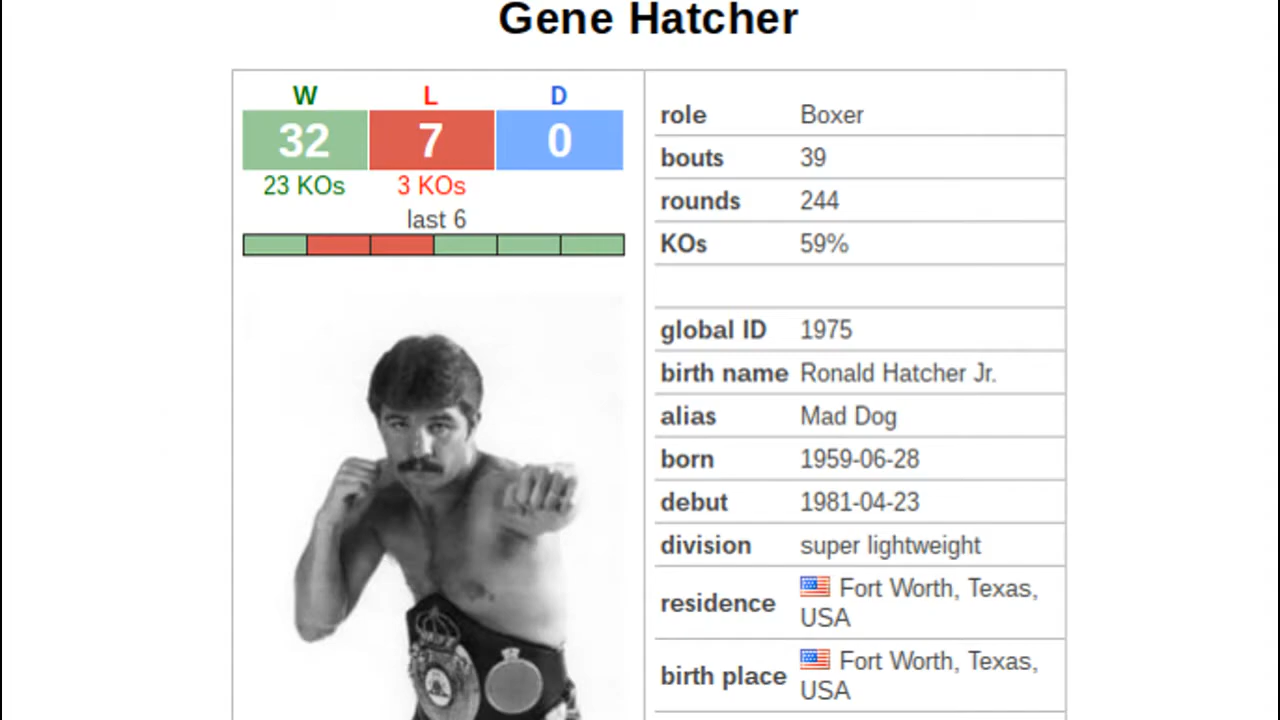 Gene Hatcher
W L D
32 7 0
23 KOs 3 KOs
last 6
role Boxer
bouts 39
rounds 244
KOs 59%
global ID 1975
birth name Ronald Hatcher Jr.
alias Mad Dog
born 1959-06-28
debut 1981-04-23
division super lightweight
residence Fort Worth, Texas,
USA
birth place Fort Worth, Texas,
USA